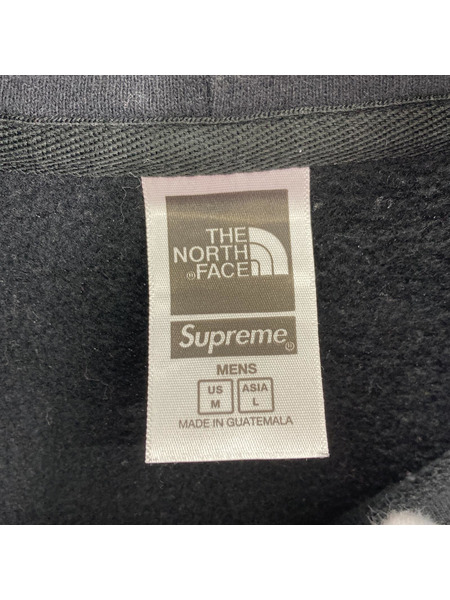 THE
NORTH
®FACE
Supreme®
MENS
US ASIA
M L
MADE IN GUATEMALA